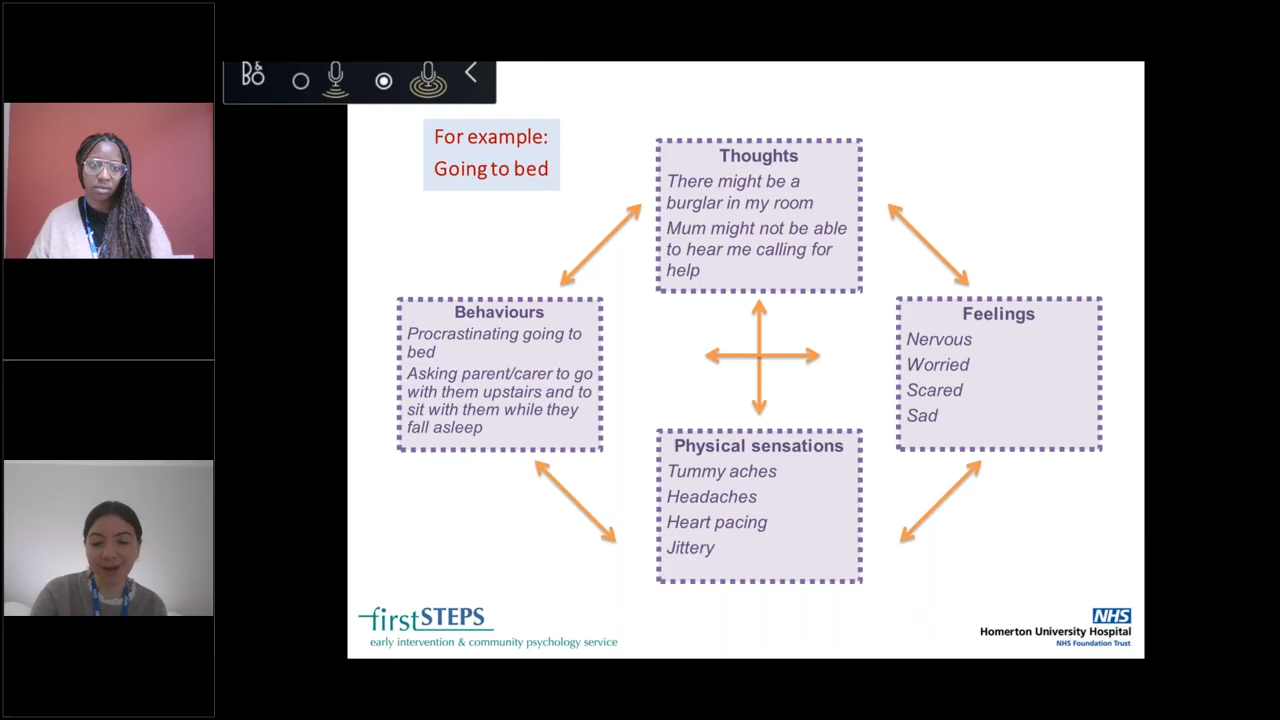 B&
BO
For example:
Going to bed
Thoughts
There might be a
burglar in my room
Mum might not be able
to hear me calling for
help
Behaviours
Procrastinating going to
bed
Asking parent/carer to go
with them upstairs and to
sit with them while they
fall asleep
Feelings
Nervous
Worried
Scared
Sad
Physical sensations
Tummy aches
Headaches
Heart pacing
Jittery
firstSTEPS
early intervention & community psychology service
NHS
Homerton University Hospital
NHS Foundation Trust